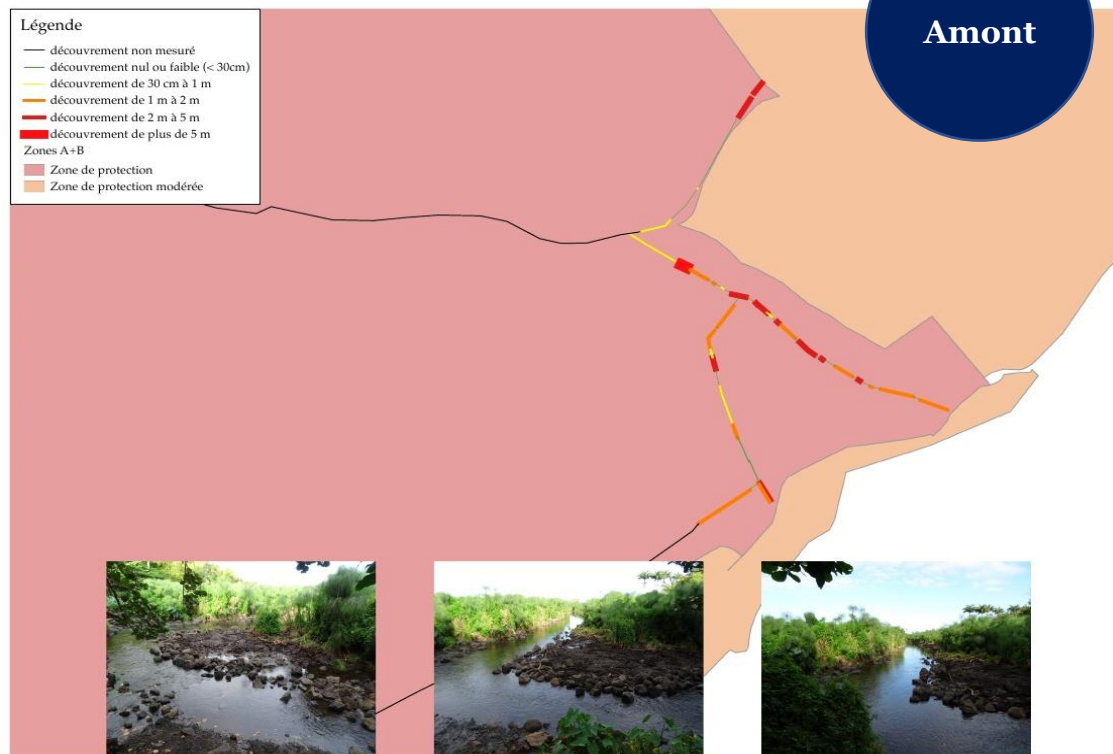 Amont
Légende
découvrement non mesuré
découvrement nul ou faible (< 30cm)
découvrement de 30 cm à 1 m
découvrement de 1 m à 2 m
découvrement de 2 m à 5 m
découvrement de plus de 5 m
Zones A+B
Zone de protection
Zone de protection modérée